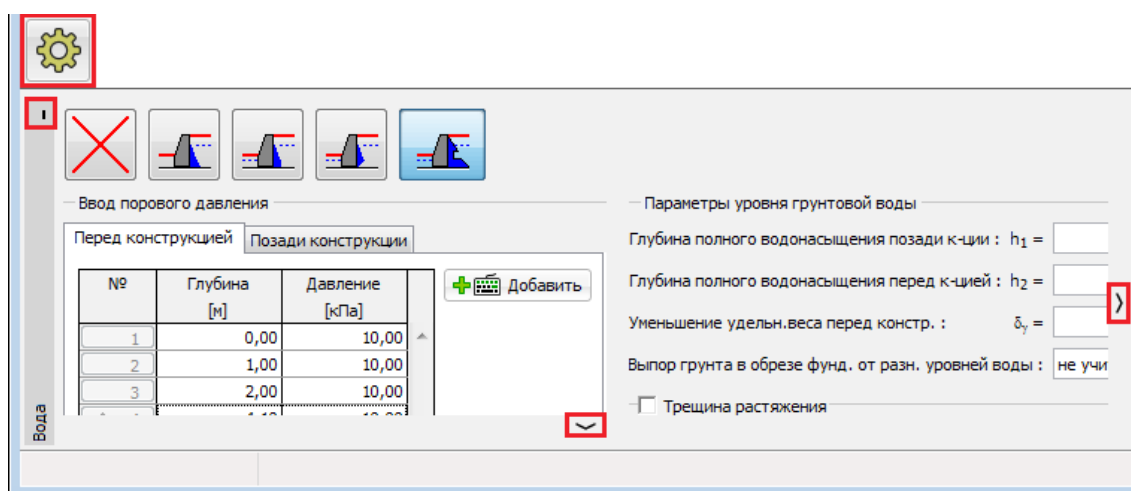 Ввод порового давления
Перед конструкцией Позади конструкции
№ Глубина Давление
[м] [кПа]
Добавить
1 0,00 10,00
2 1,00 10,00
3 2,00 10,00
Параметры уровня грунтовой воды
Глубина полного водонасыщения позади к-ции : h₁ =
Глубина полного водонасыщения перед к-цией : h₂ =
Уменьшение удельн.веса перед констр. : δᵧ =
Выпор грунта в обрезе фунд. от разн. уровней воды : не учи
Трещина растяжения
Вода